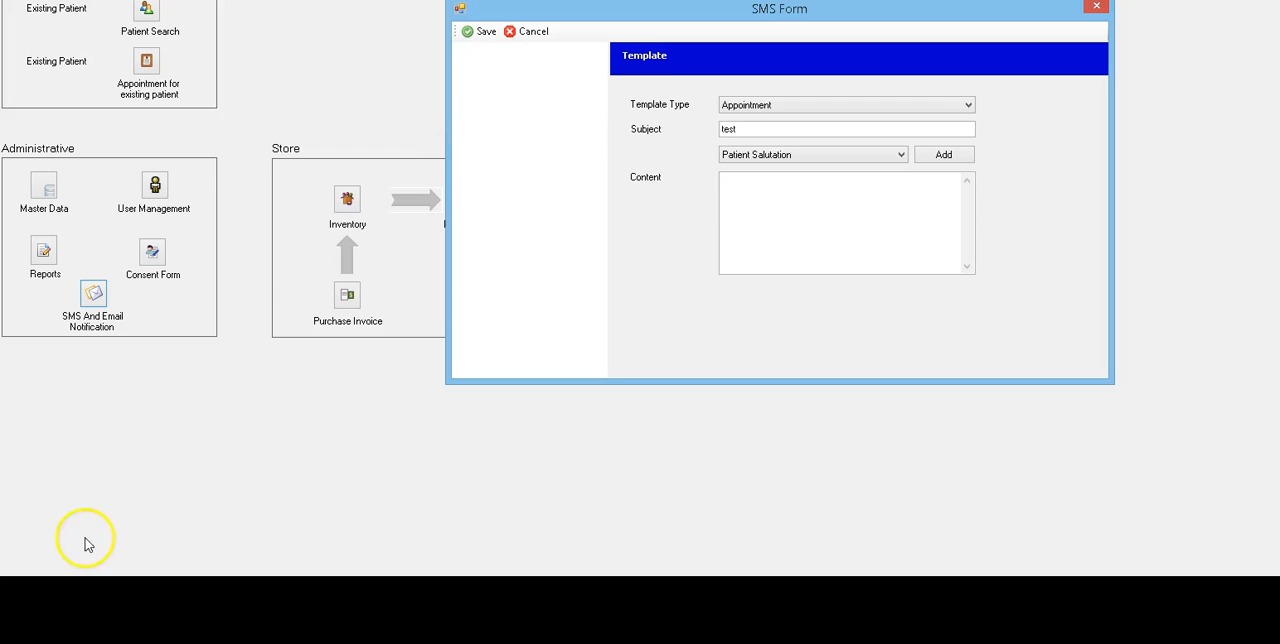 Existing Patient
Patient Search
Existing Patient
Appointment for
existing patient
Administrative
Master Data
User Management
Reports
Consent Form
SMS And Email
Notification
Store
Inventory
Purchase Invoice
SMS Form
Save Cancel
Template
Template Type Appointment
Subject test
Patient Salutation Add
Content